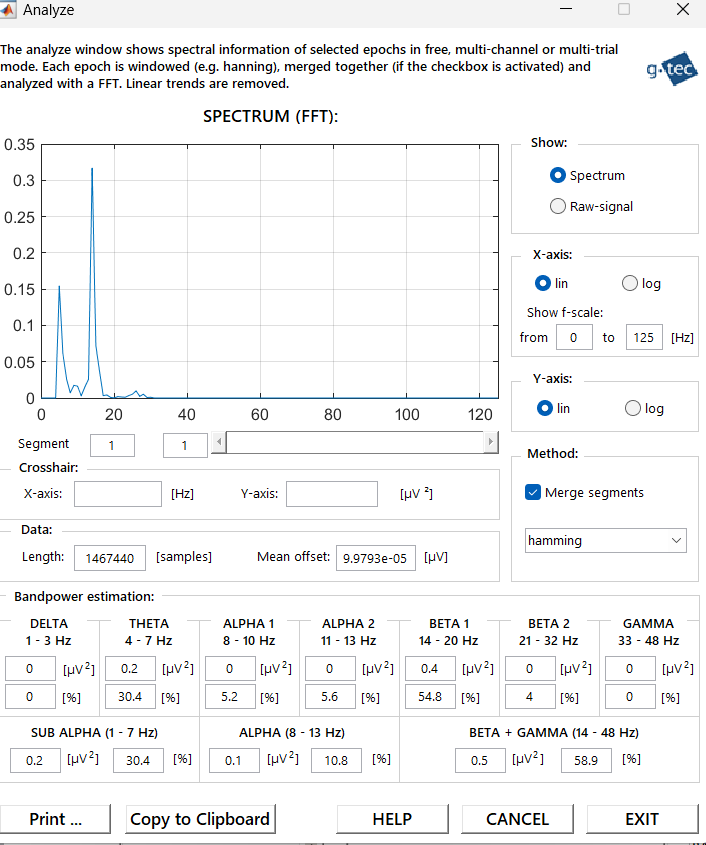 Analyze
The analyze window shows spectral information of selected epochs in free, multi-channel or multi-trial
mode. Each epoch is windowed (e.g. hanning), merged together (if the checkbox is activated) and
analyzed with a FFT. Linear trends are removed.
g.tec
SPECTRUM (FFT):
0.35
0.3
0.25
0.2
0.15
0.1
0.05
0
0 20 40 60 80 100 120
Show:
Spectrum
Raw-signal
X-axis:
lin log
Show f-scale:
from 0 to 125 [Hz]
Y-axis:
lin log
Segment 1 1
Crosshair:
X-axis: [Hz] Y-axis: [µV ²]
Method:
Merge segments
hamming
Data:
Length: 1467440 [samples] Mean offset: 9.9793e-05 [µV]
Bandpower estimation:
DELTA THETA ALPHA 1 ALPHA 2 BETA 1 BETA 2 GAMMA
1 - 3 Hz 4 - 7 Hz 8 - 10 Hz 11 - 13 Hz 14 - 20 Hz 21 - 32 Hz 33 - 48 Hz
0 [µV²] 0.2 [µV²] 0 [µV²] 0 [µV²] 0.4 [µV²] 0 [µV²] 0 [µV²]
0 [%] 30.4 [%] 5.2 [%] 5.6 [%] 54.8 [%] 4 [%] 0 [%]
SUB ALPHA (1 - 7 Hz) ALPHA (8 - 13 Hz) BETA + GAMMA (14 - 48 Hz)
0.2 [µV²] 30.4 [%] 0.1 [µV²] 10.8 [%] 0.5 [µV²] 58.9 [%]
Print ... Copy to Clipboard HELP CANCEL EXIT